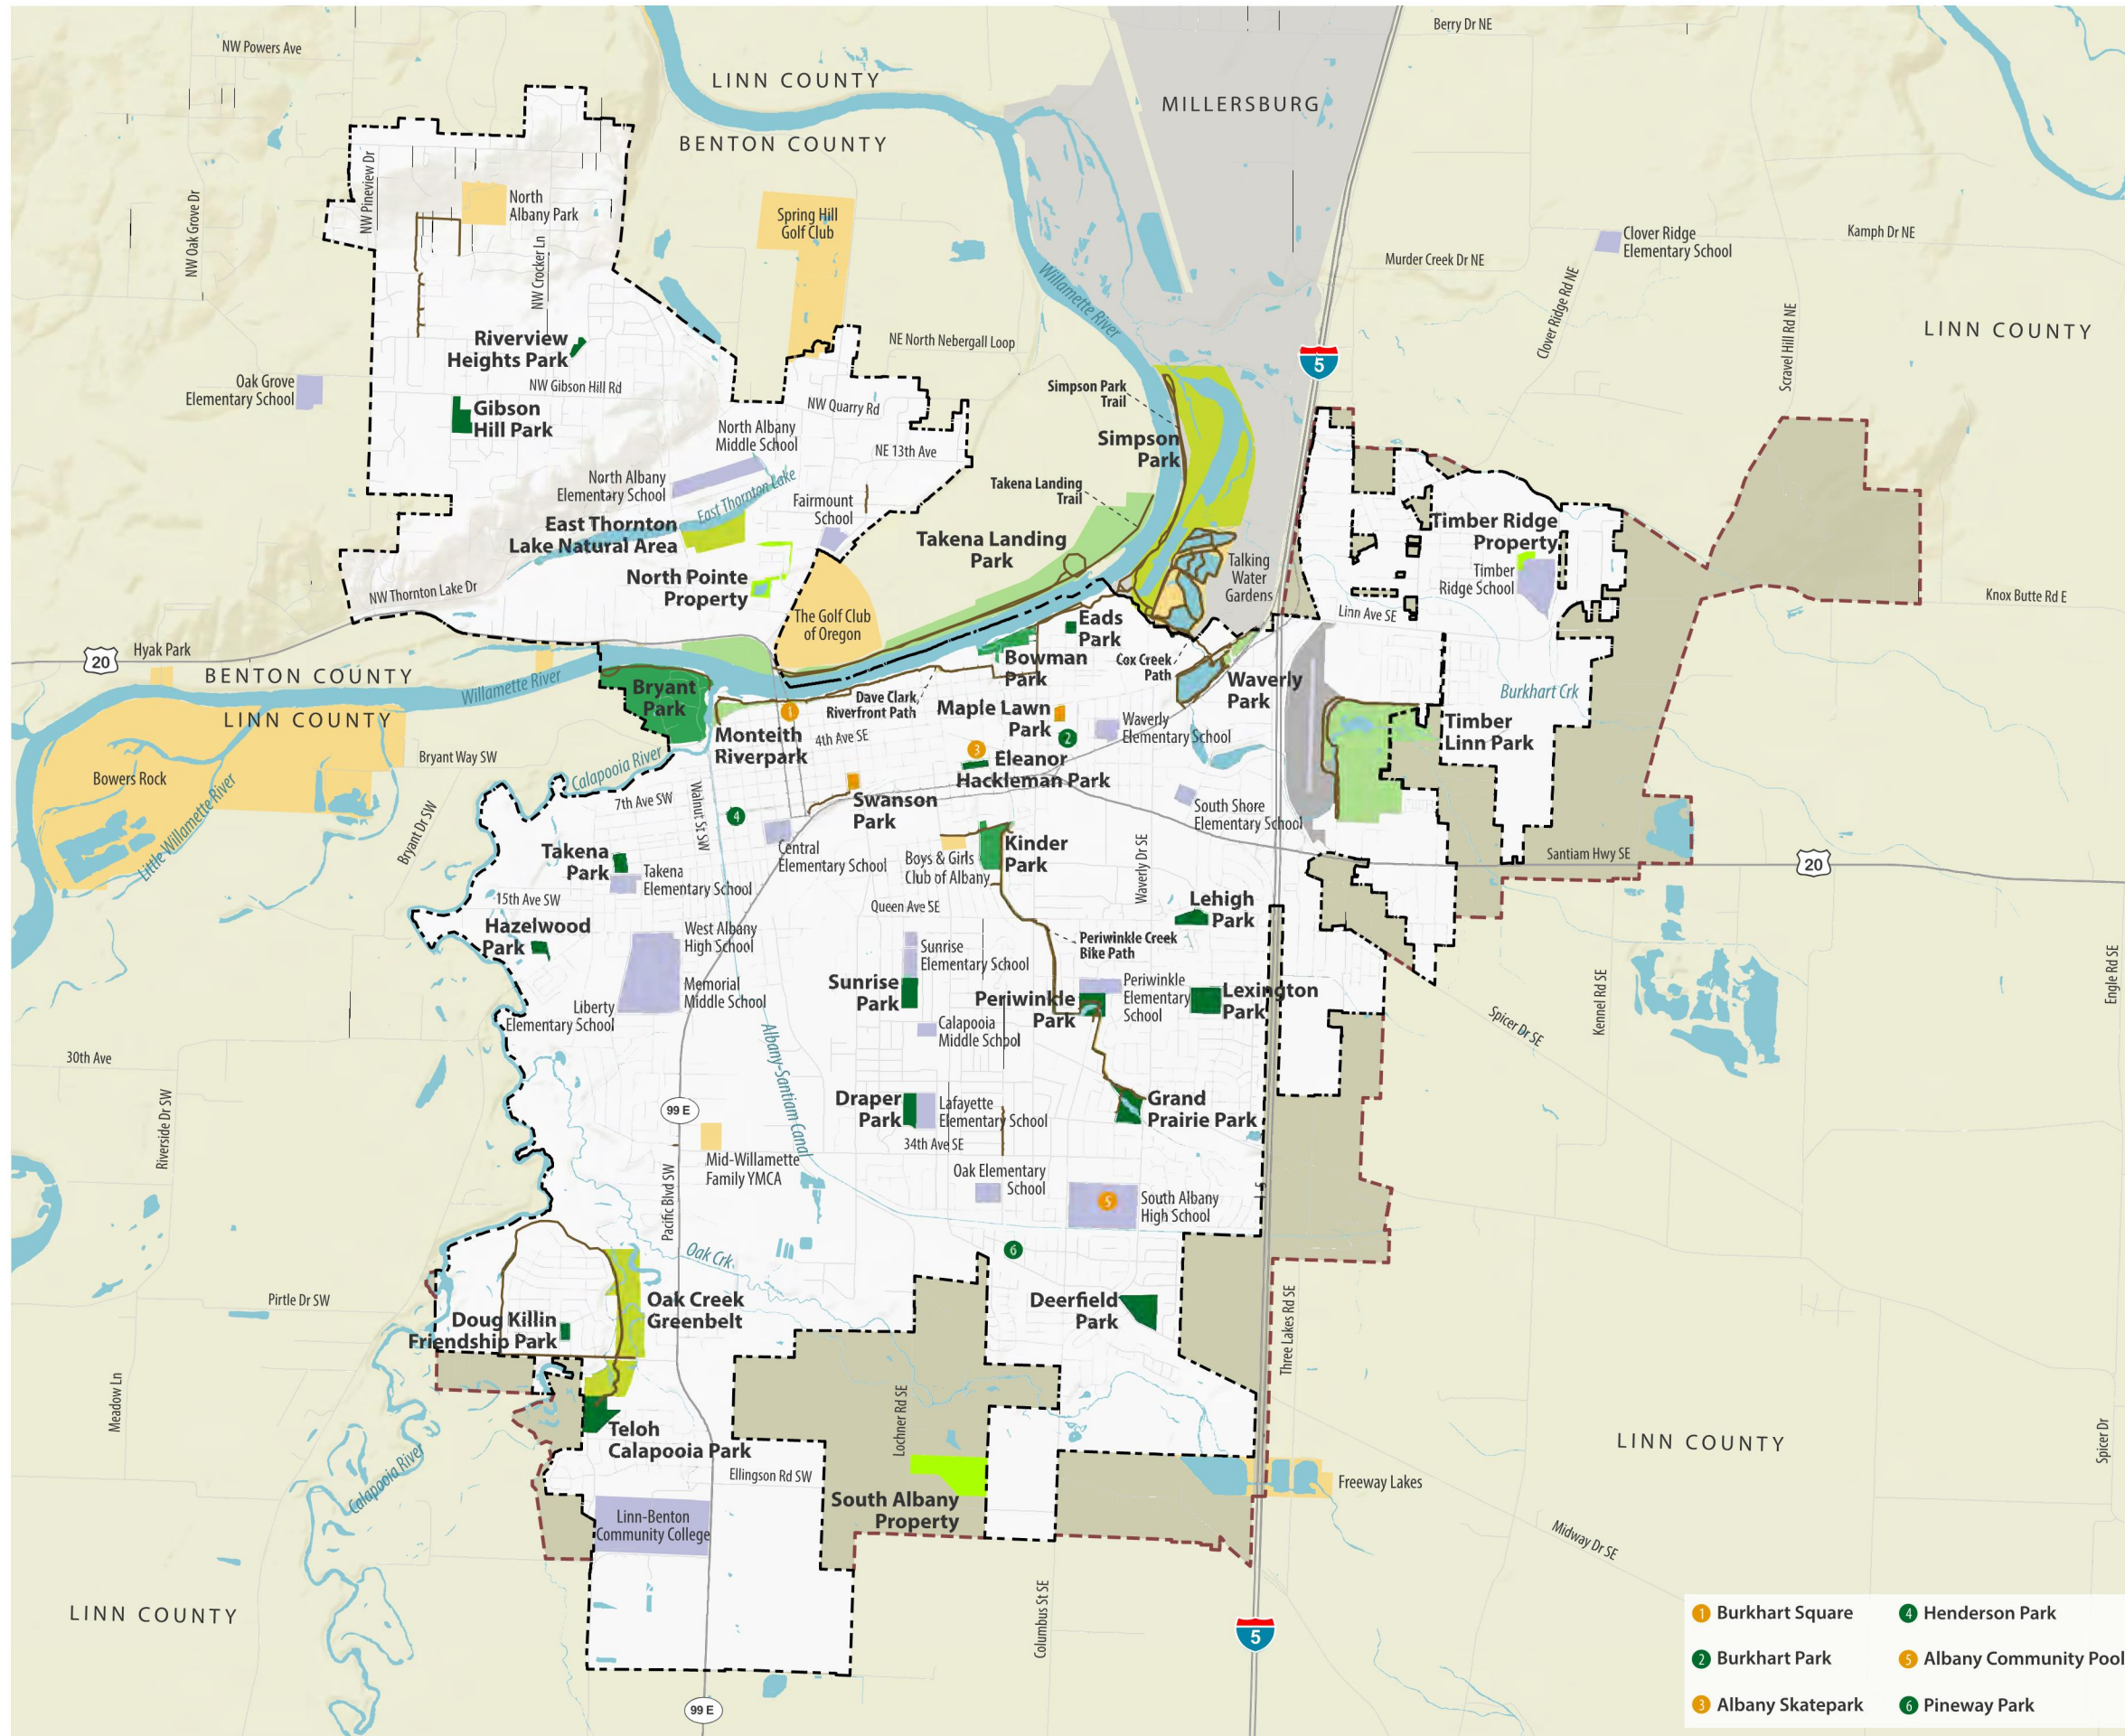 NW Powers Ave
LINN COUNTY
BENTON COUNTY
MILLERSBURG
Berry Dr NE
NW Oak Grove Dr
NW Pineview Dr
North
Albany Park
NW Crocker Ln
Spring Hill
Golf Club
Willamette River
Murder Creek Dr NE
Clover Ridge
Elementary School
Kamph Dr NE
Clover Ridge Rd NE
Scravel Hill Rd NE
LINN COUNTY
Riverview
Heights Park
NE North Nebergall Loop
5
Oak Grove
Elementary School
NW Gibson Hill Rd
Gibson
Hill Park
NW Quarry Rd
Simpson Park
Trail
North Albany
Middle School
NE 13th Ave
Simpson
Park
North Albany
Elementary School
East Thornton Lake
Fairmount
School
Takena Landing
Trail
East Thornton
Lake Natural Area
Takena Landing
Park
Timber Ridge
Property
Timber
Ridge School
Talking
Water
Gardens
North Pointe
Property
NW Thornton Lake Dr
The Golf Club
of Oregon
Linn Ave SE
Knox Butte Rd E
Eads
Park
20
Hyak Park
BENTON COUNTY
Willamette River
Bowman
Park
Cox Creek
Path
Waverly
Park
Burkhart Crk
Bryant
Park
LINN COUNTY
Dave Clark
Riverfront Path
1
Maple Lawn
Park
2
Waverly
Elementary School
Timber
Linn Park
Monteith
Riverpark
4th Ave SE
3
Eleanor
Hackleman Park
Bryant Way SW
Calapooia River
Bowers Rock
Little Willamette River
Bryant Dr SW
7th Ave SW
Walnut St SW
4
Swanson
Park
South Shore
Elementary School
Central
Elementary School
Boys & Girls
Club of Albany
Kinder
Park
Waverly Dr SE
Santiam Hwy SE
20
Takena
Park
Takena
Elementary School
15th Ave SW
Queen Ave SE
Lehigh
Park
Hazelwood
Park
West Albany
High School
Sunrise
Elementary School
Periwinkle Creek
Bike Path
Memorial
Middle School
Sunrise
Park
Periwinkle
Park
Periwinkle
Elementary
School
Lexington
Park
Liberty
Elementary School
Calapooia
Middle School
Albany-Santiam Canal
Kennel Rd SE
Engle Rd SE
Spicer Dr SE
30th Ave
Riverside Dr SW
99 E
Draper
Park
Lafayette
Elementary School
34th Ave SE
Grand
Prairie Park
Mid-Willamette
Family YMCA
Pacific Blvd SW
Oak Elementary
School
5
South Albany
High School
I-5
Oak Crk
6
Pirtle Dr SW
Oak Creek
Greenbelt
Doug Killin
Friendship Park
Deerfield
Park
Three Lakes Rd SE
Meadow Ln
Lochner Rd SE
Teloh
Calapooia Park
Calapooia River
LINN COUNTY
Spicer Dr
Ellingson Rd SW
Freeway Lakes
South Albany
Property
Linn-Benton
Community College
Midway Dr SE
Columbus St SE
LINN COUNTY
5
99 E
1 Burkhart Square
2 Burkhart Park
3 Albany Skatepark
4 Henderson Park
5 Albany Community Pool
6 Pineway Park